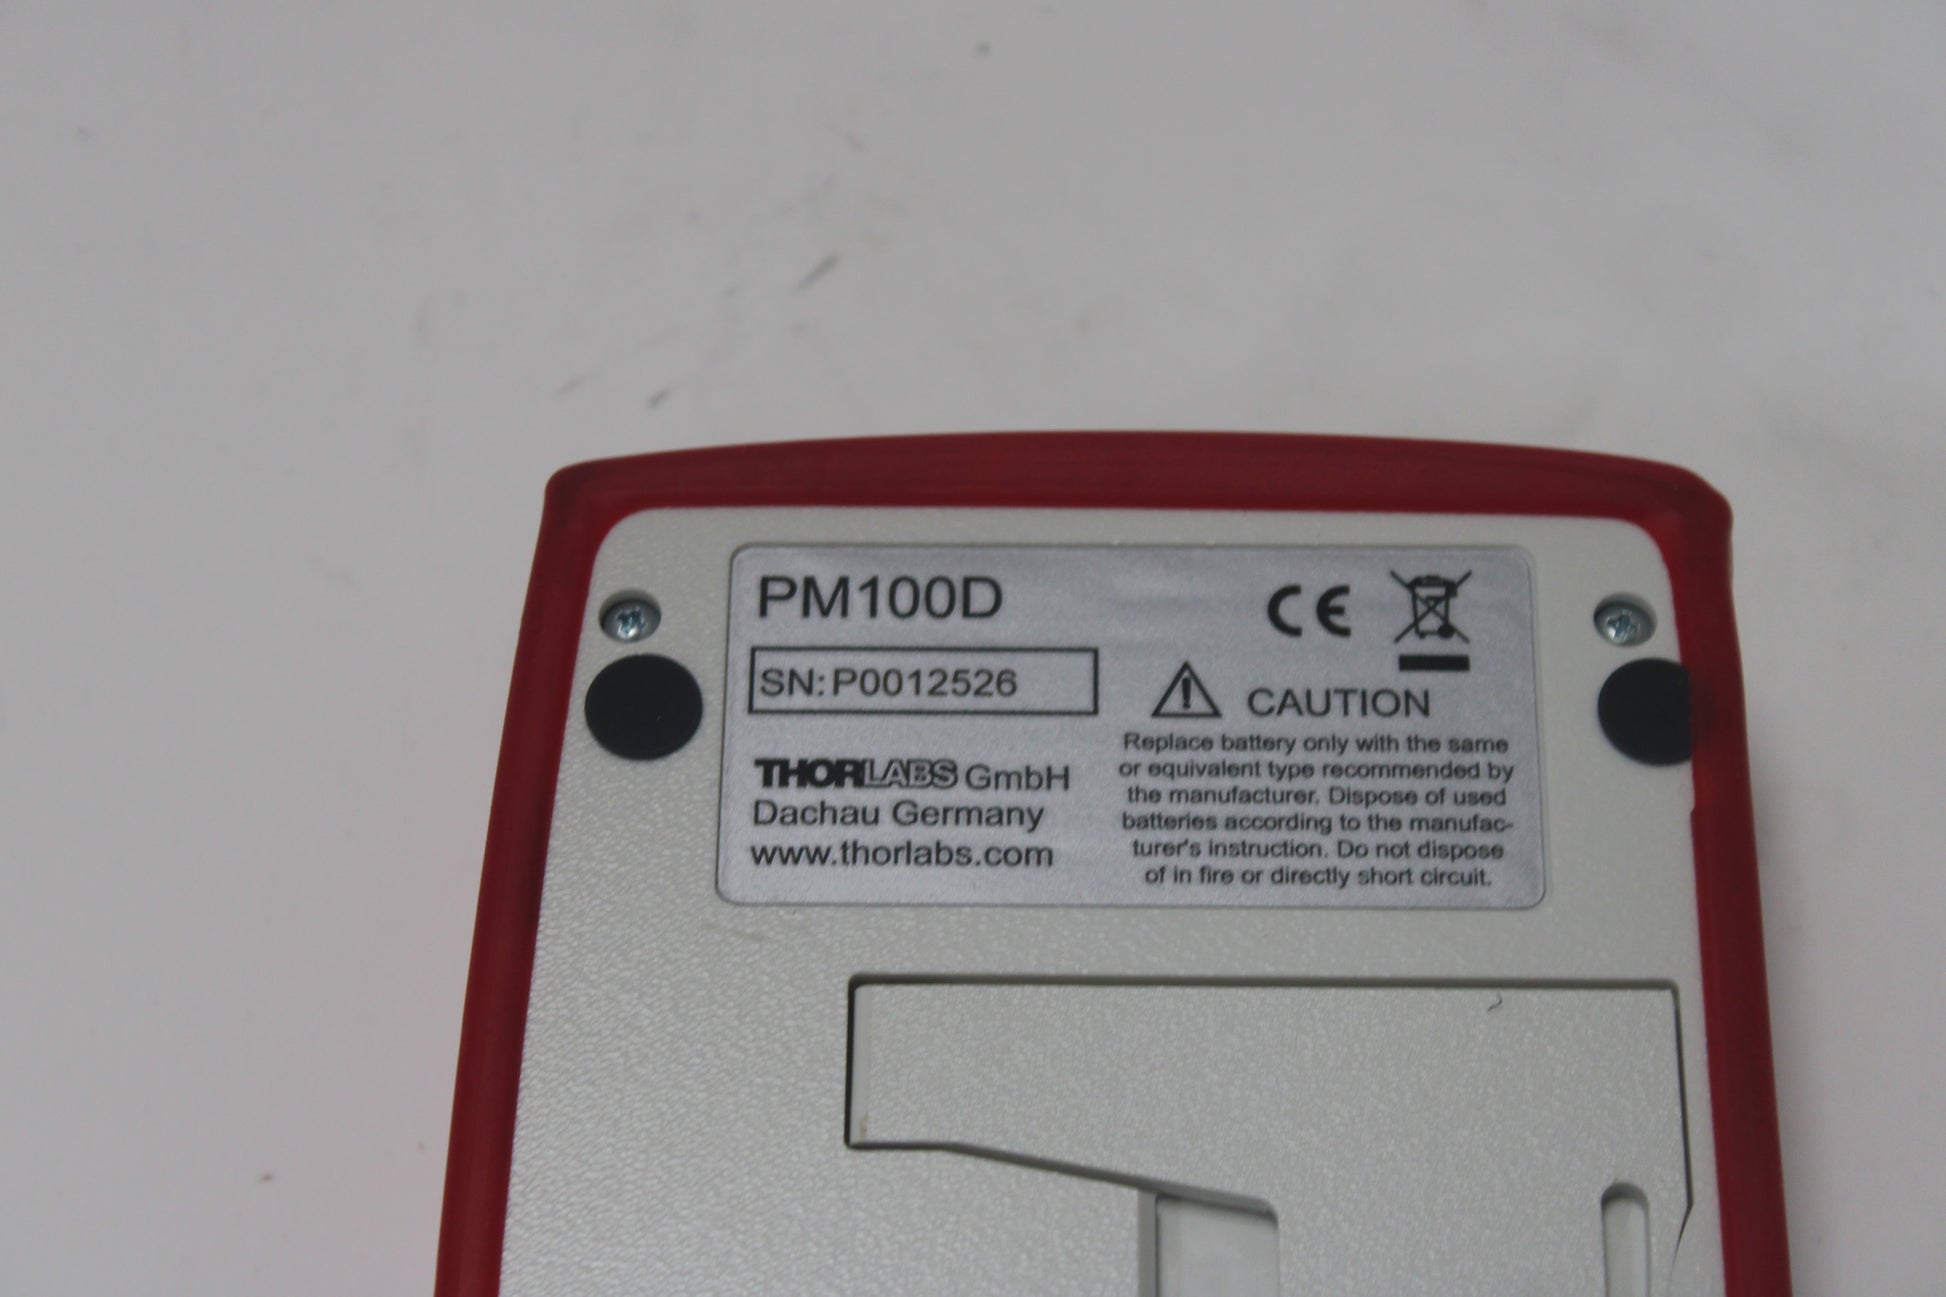 PM100D
CE
SN: P0012526
THORLABS GmbH
Dachau Germany
www.thorlabs.com
CAUTION
Replace battery only with the same
or equivalent type recommended by
the manufacturer. Dispose of used
batteries according to the manufac-
turer's instruction. Do not dispose
of in fire or directly short circuit.